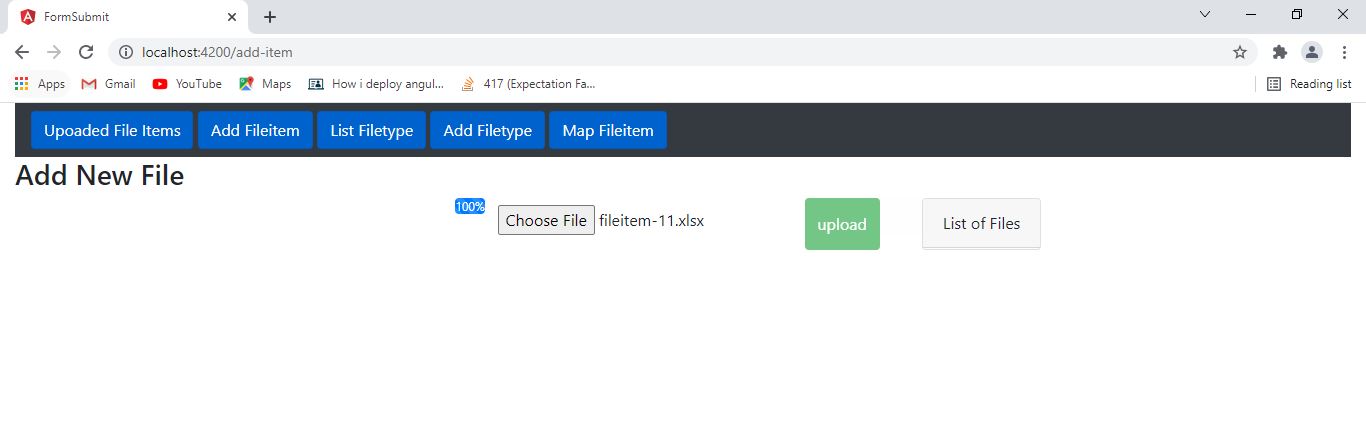 FormSubmit
localhost:4200/add-item
Apps Gmail YouTube Maps How i deploy angul... 417 (Expectation Fa... Reading list
Upoaded File Items Add Fileitem List Filetype Add Filetype Map Fileitem
Add New File
100% Choose File fileitem-11.xlsx upload List of Files